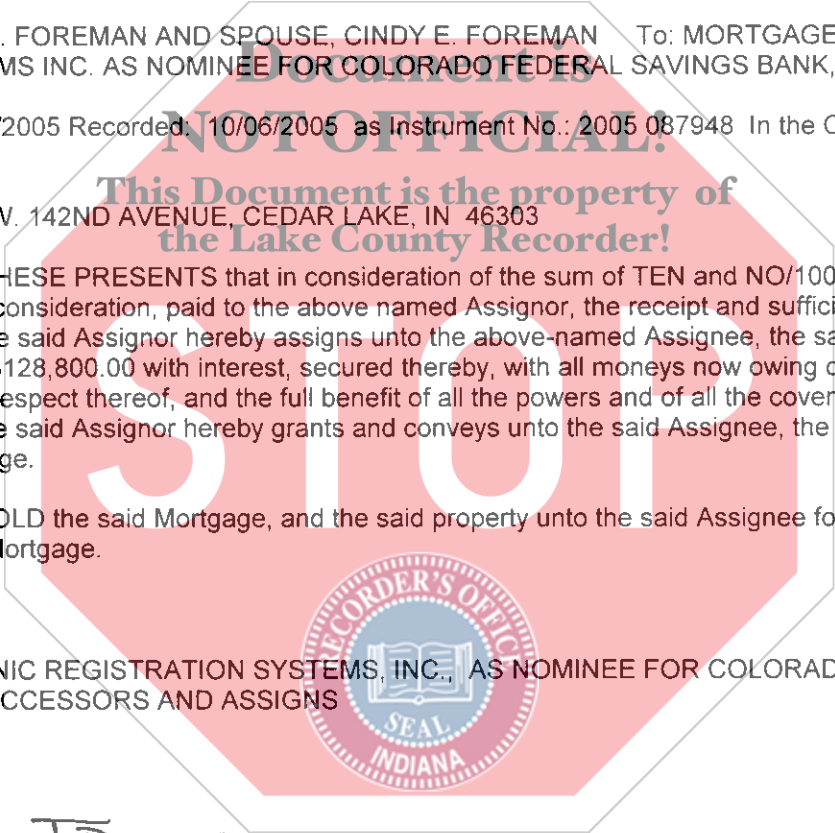 . FOREMAN AND SPOUSE, CINDY E. FOREMAN To: MORTGAGE
MS INC. AS NOMINEE FOR COLORADO FEDERAL SAVINGS BANK,
Document is
/2005 Recorded: 10/06/2005 as Instrument No.: 2005 087948 In the C
NOT OFFICIAL!
This Document is the property of
V. 142ND AVENUE, CEDAR LAKE, IN 46303
the Lake County Recorder!
HESE PRESENTS that in consideration of the sum of TEN and NO/100
consideration, paid to the above named Assignor, the receipt and suffici
e said Assignor hereby assigns unto the above-named Assignee, the sa
128,800.00 with interest, secured thereby, with all moneys now owing o
espect thereof, and the full benefit of all the powers and of all the coven
e said Assignor hereby grants and conveys unto the said Assignee, the
ge.
STOP
OLD the said Mortgage, and the said property unto the said Assignee fo
Mortgage.
RECORDER'S OFFICE
NIC REGISTRATION SYSTEMS, INC., AS NOMINEE FOR COLORAD
CCESSORS AND ASSIGNS
SEAL
INDIANA